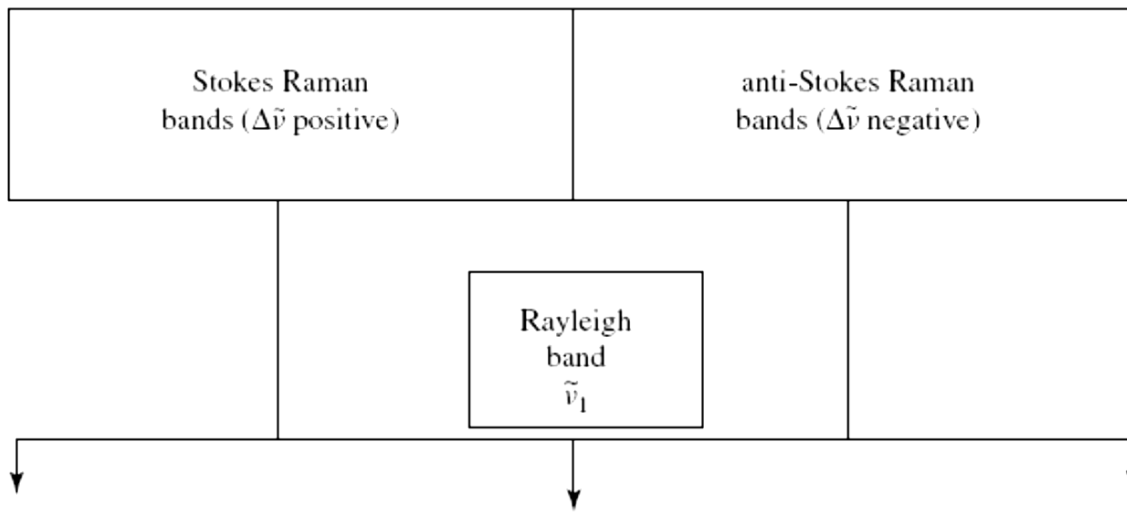 Stokes Raman
bands (Δν̃ positive)
anti-Stokes Raman
bands (Δν̃ negative)
Rayleigh
band
ν̃₁